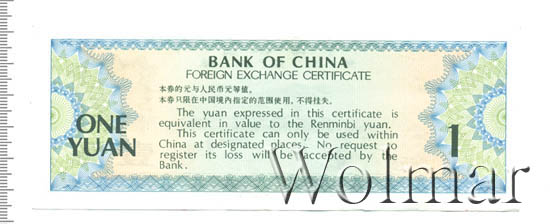 BANK OF CHINA
FOREIGN EXCHANGE CERTIFICATE
本券的元与人民币元等值。
本券只限在中国境内指定的范围使用，不得挂失。
The yuan expressed in this certificate is
equivalent in value to the Renminbi yuan.
This certificate can only be used within
China at designated places. No request to
register its loss will be accepted by the
Bank.
ONE
YUAN
1
Wolmar